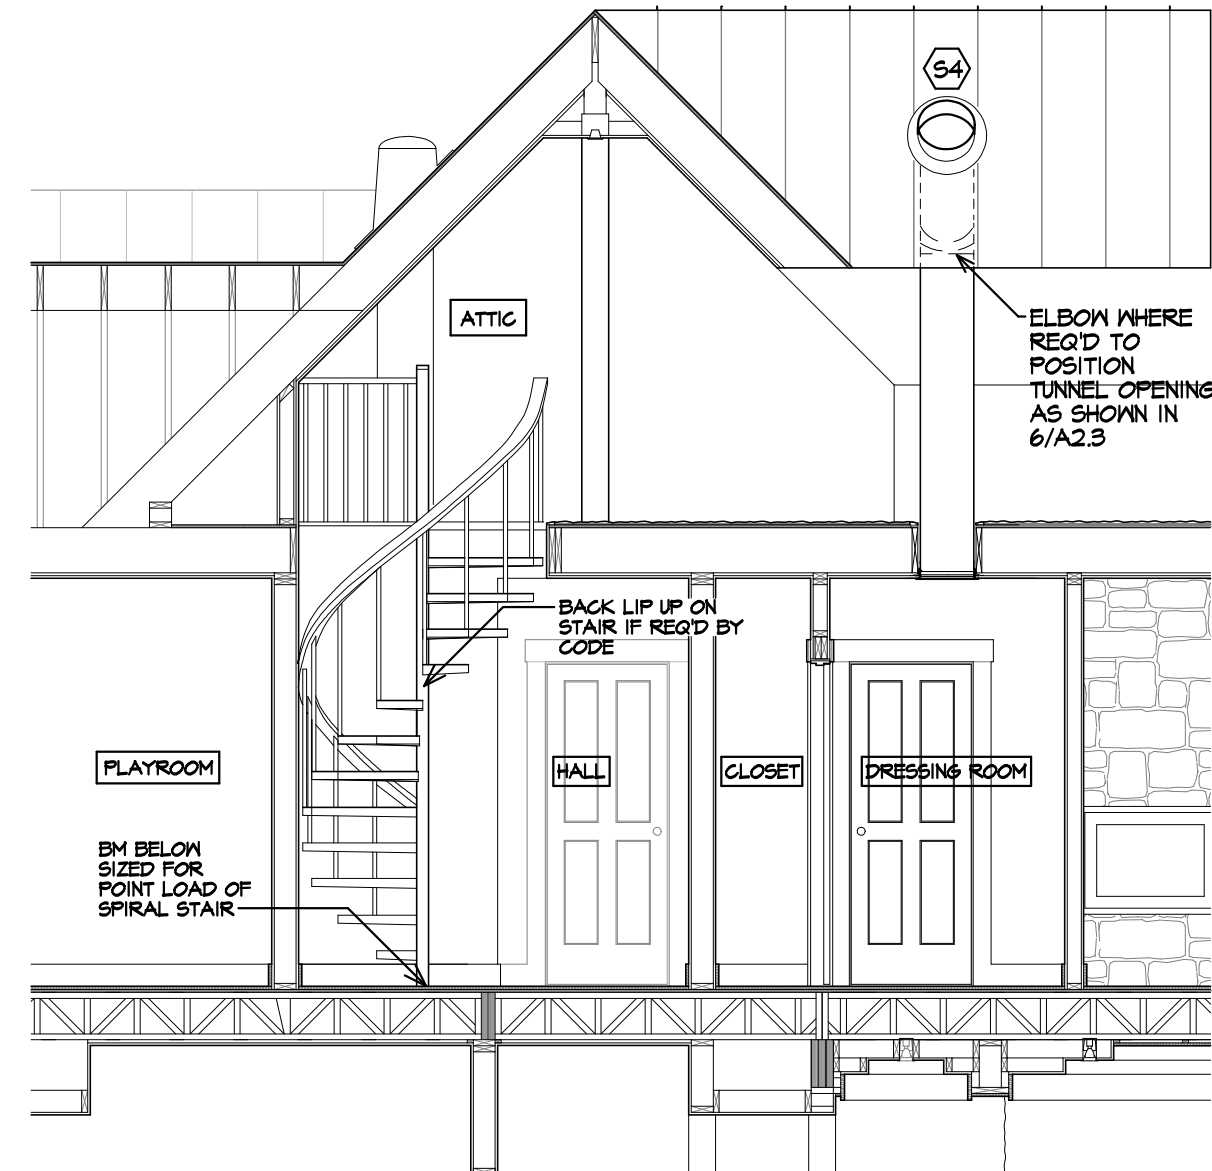 S4
ATTIC
ELBOW WHERE
REQ'D TO
POSITION
TUNNEL OPENING
AS SHOWN IN
6/A2.3
BACK LIP UP ON
STAIR IF REQ'D BY
CODE
PLAYROOM
HALL
CLOSET
DRESSING ROOM
BM BELOW
SIZED FOR
POINT LOAD OF
SPIRAL STAIR